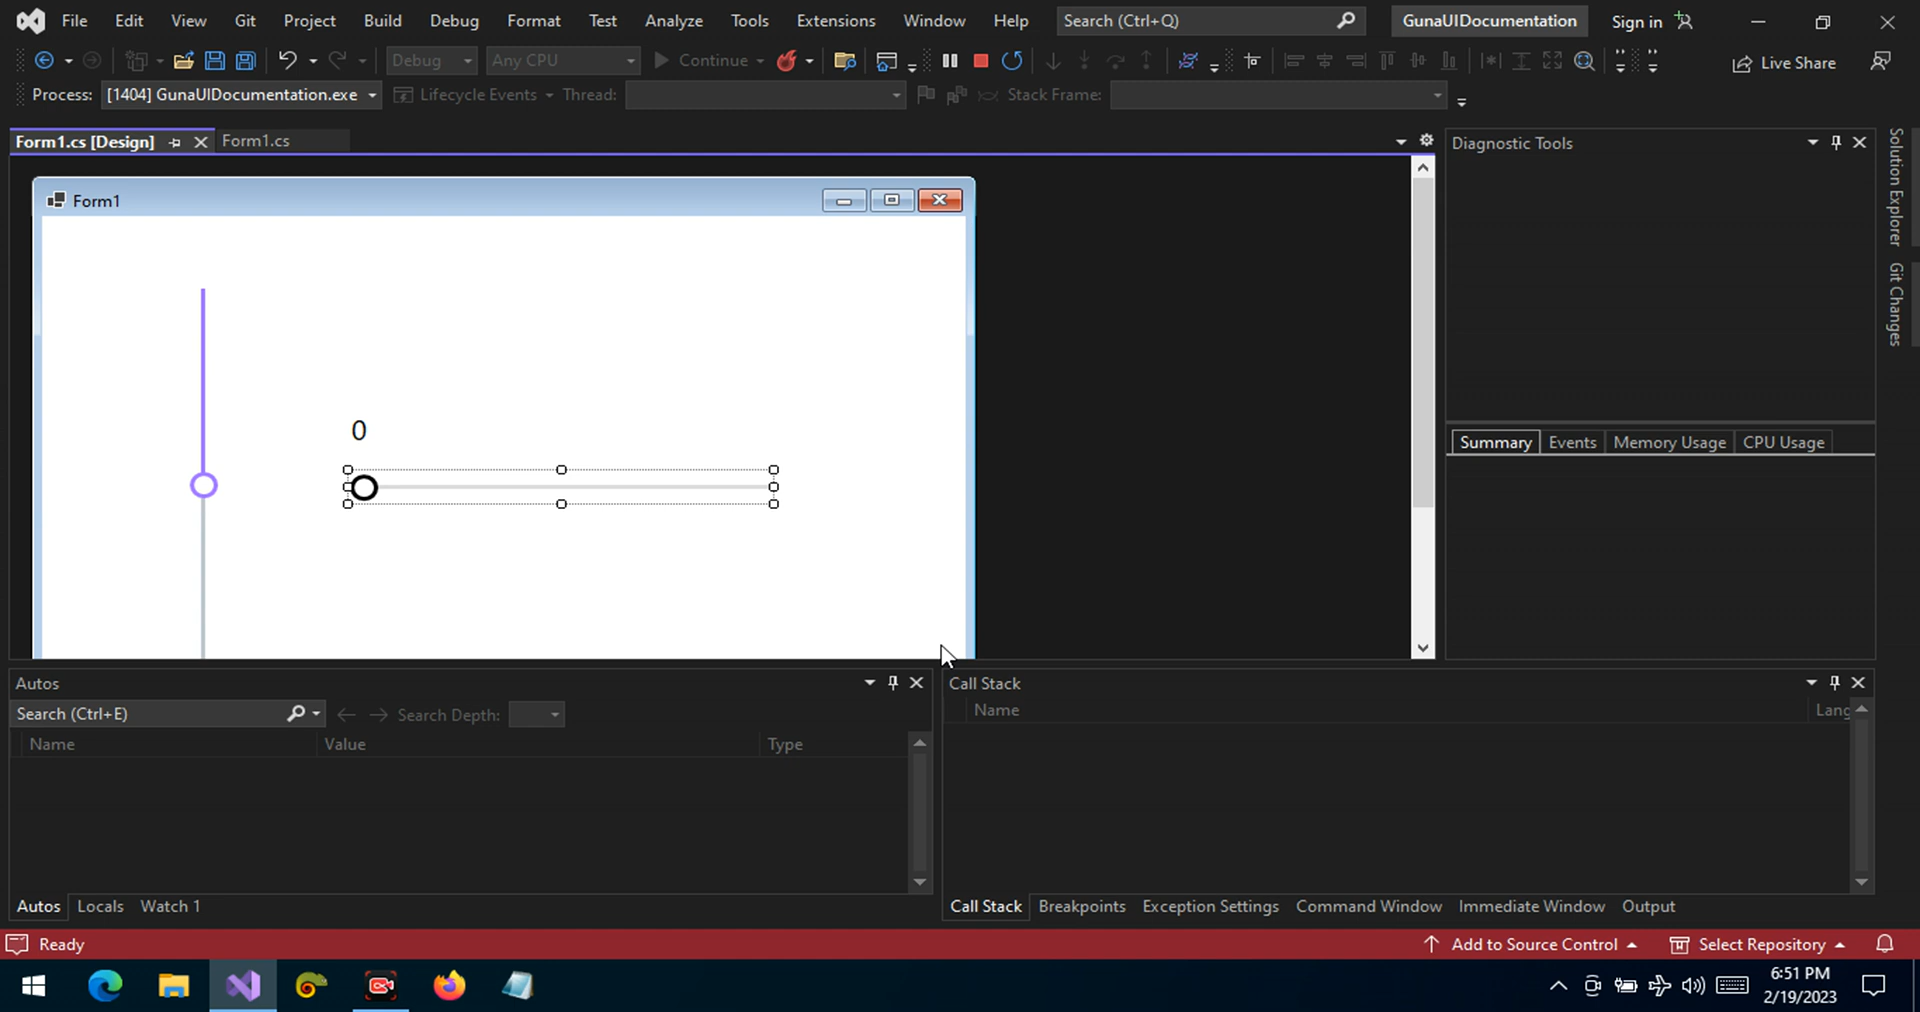 File Edit View Git Project Build Debug Format Test Analyze Tools Extensions Window Help Search (Ctrl+Q) GunaUIDocumentation Sign in
Debug Any CPU Continue Live Share
Process: [1404] GunaUIDocumentation.exe Lifecycle Events Thread: Stack Frame:
Form1.cs [Design] Form1.cs
Diagnostic Tools
Solution Explorer
Git Changes
Form1
0
Summary Events Memory Usage CPU Usage
Autos
Search (Ctrl+E) Search Depth:
Name Value Type
Autos Locals Watch 1
Call Stack
Name Lang
Call Stack Breakpoints Exception Settings Command Window Immediate Window Output
Ready Add to Source Control Select Repository
6:51 PM
2/19/2023